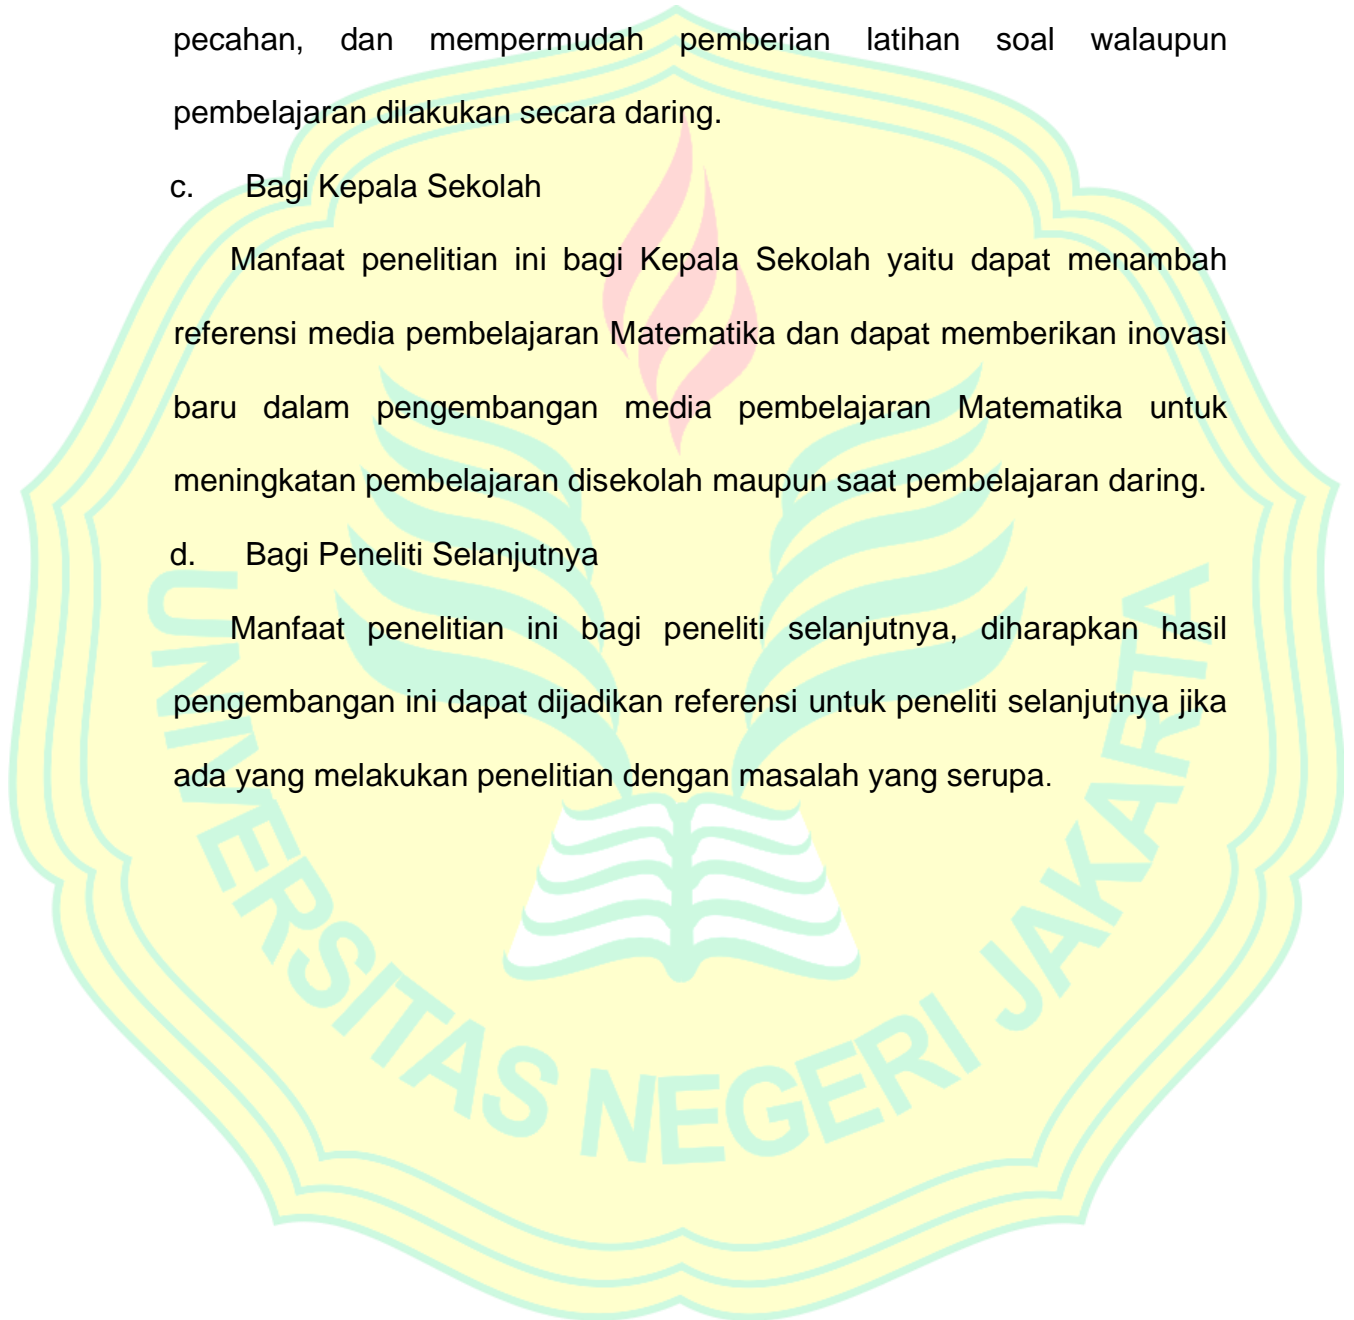 pecahan, dan mempermudah pemberian latihan soal walaupun
pembelajaran dilakukan secara daring.
c. Bagi Kepala Sekolah
Manfaat penelitian ini bagi Kepala Sekolah yaitu dapat menambah
referensi media pembelajaran Matematika dan dapat memberikan inovasi
baru dalam pengembangan media pembelajaran Matematika untuk
meningkatan pembelajaran disekolah maupun saat pembelajaran daring.
d. Bagi Peneliti Selanjutnya
Manfaat penelitian ini bagi peneliti selanjutnya, diharapkan hasil
pengembangan ini dapat dijadikan referensi untuk peneliti selanjutnya jika
ada yang melakukan penelitian dengan masalah yang serupa.
UNIVERSITAS NEGERI JAKARTA